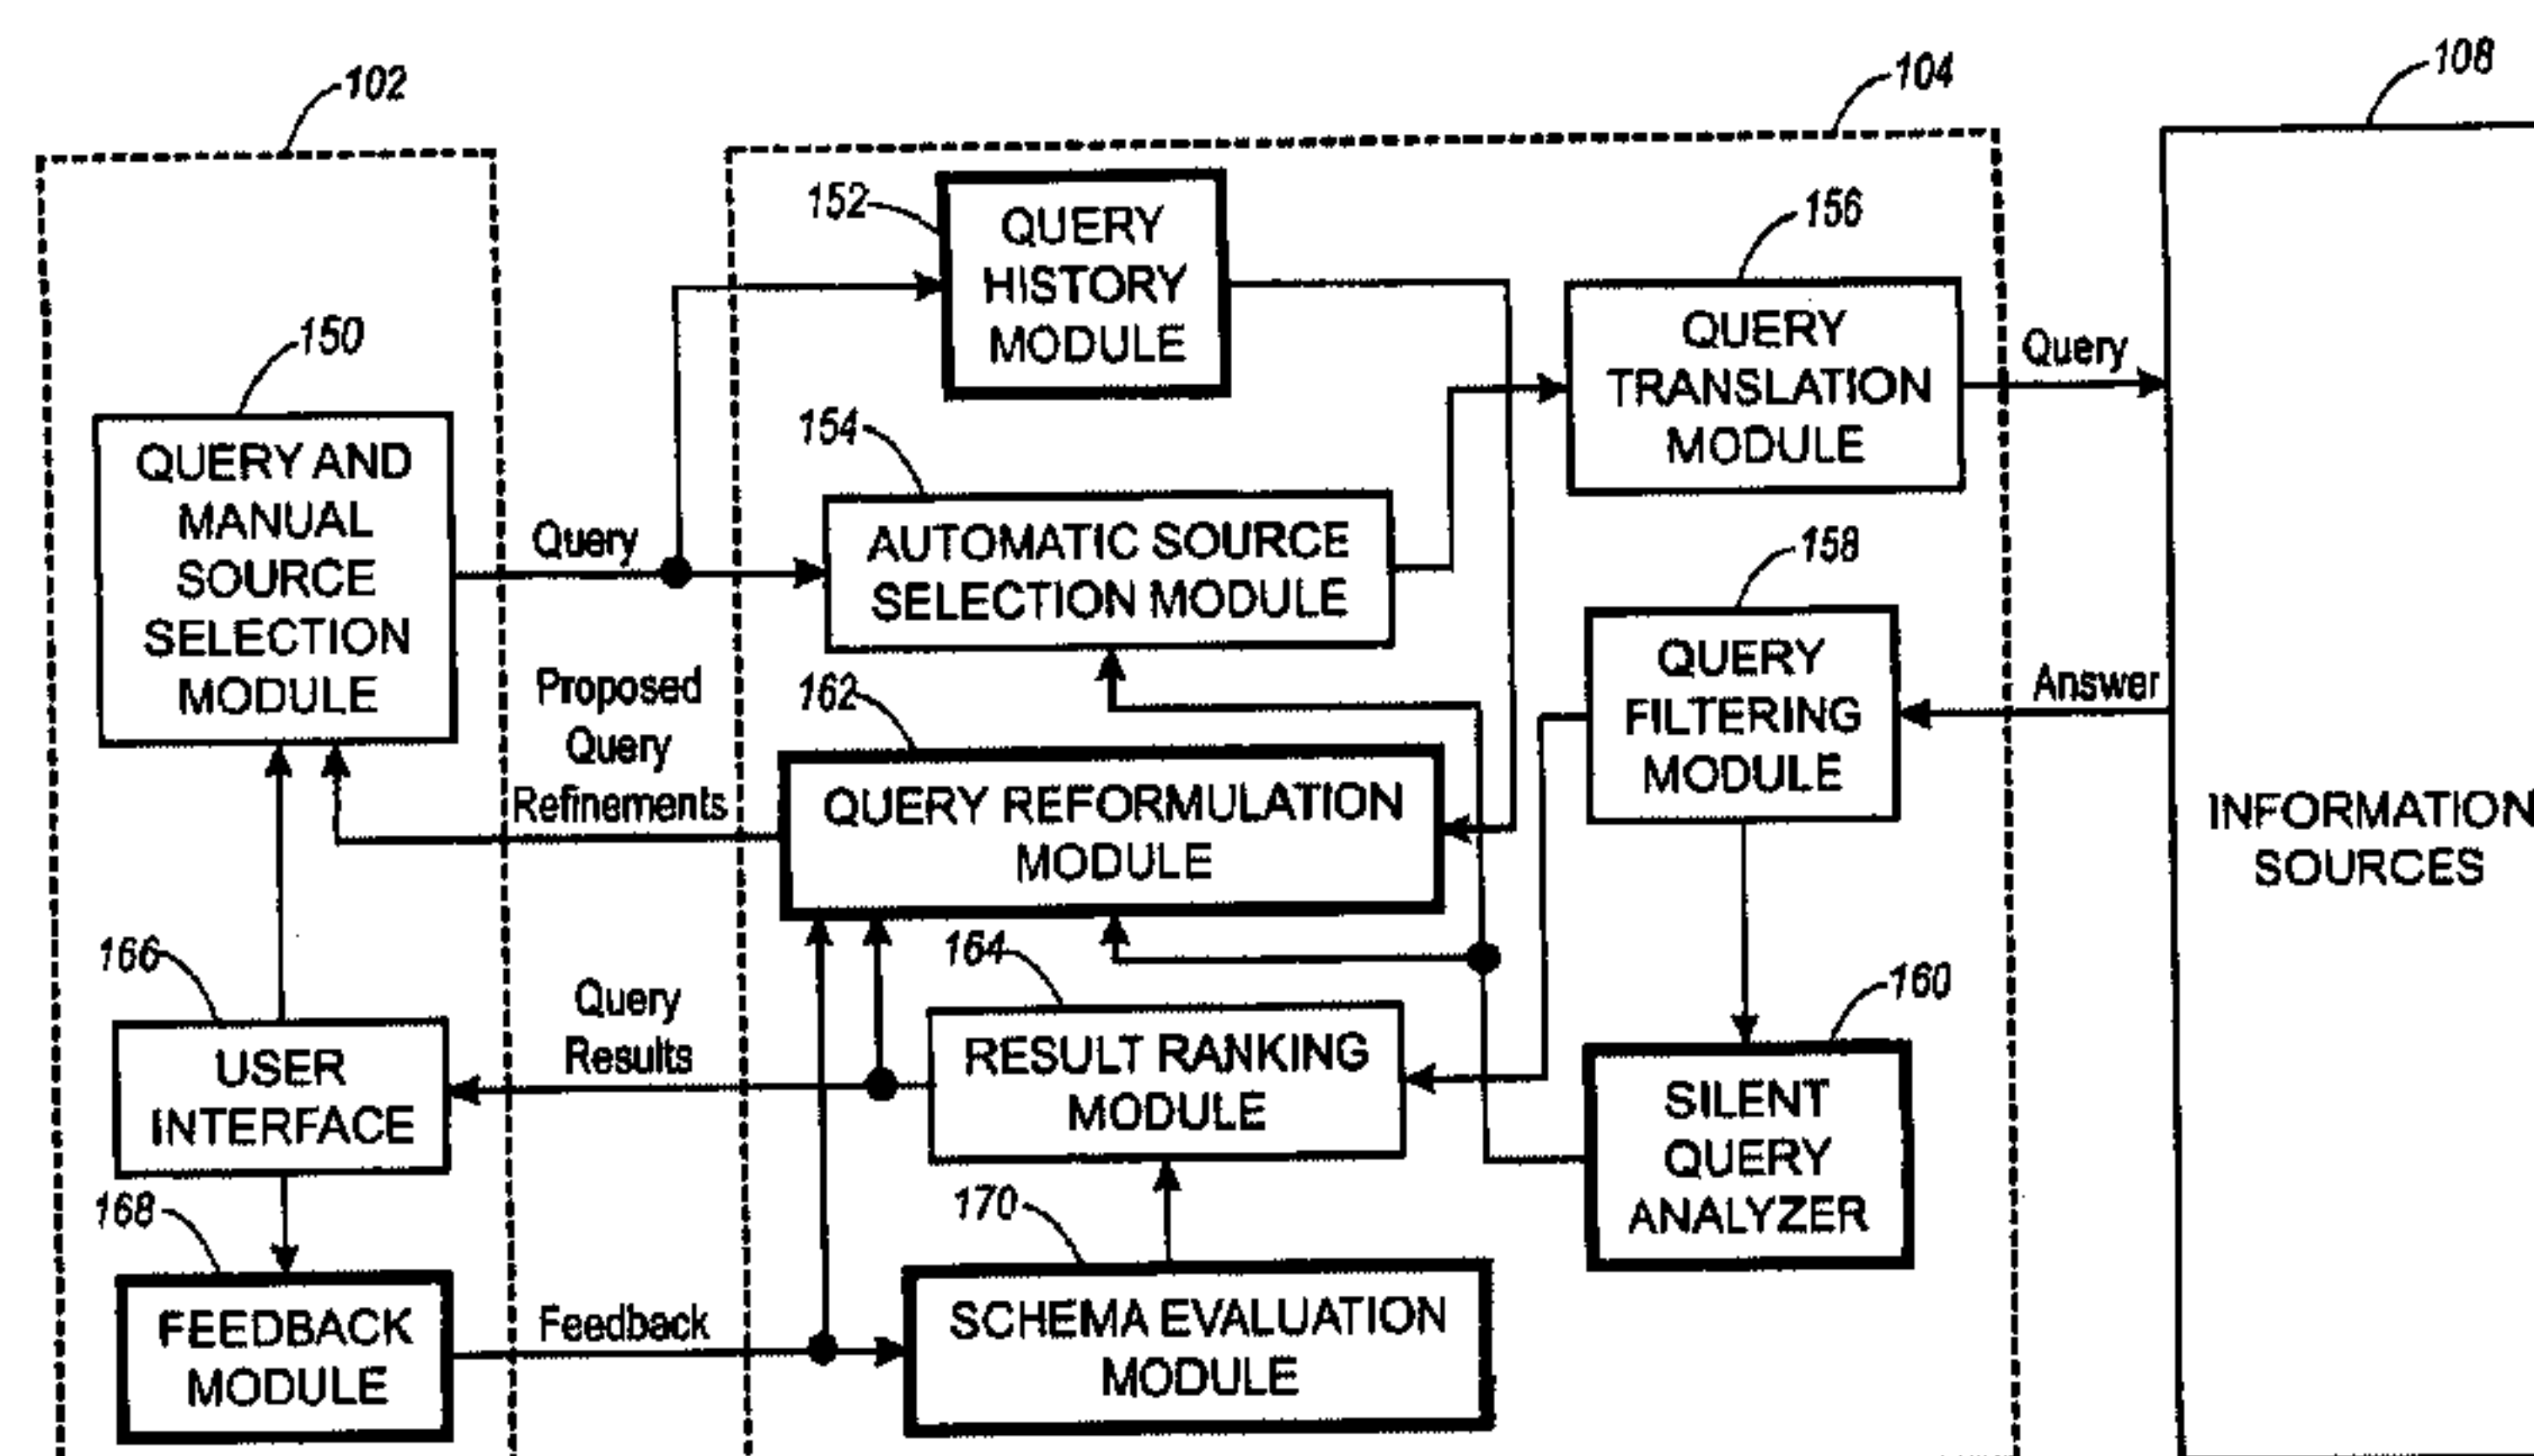 102
104
108
152
QUERY
HISTORY
MODULE
156
QUERY
TRANSLATION
MODULE
Query
150
QUERY AND
MANUAL
SOURCE
SELECTION
MODULE
Query
154
AUTOMATIC SOURCE
SELECTION MODULE
158
QUERY
FILTERING
MODULE
Answer
Proposed
Query
Refinements
162
QUERY REFORMULATION
MODULE
INFORMATION
SOURCES
166
USER
INTERFACE
Query
Results
164
RESULT RANKING
MODULE
160
SILENT
QUERY
ANALYZER
168
FEEDBACK
MODULE
Feedback
170
SCHEMA EVALUATION
MODULE